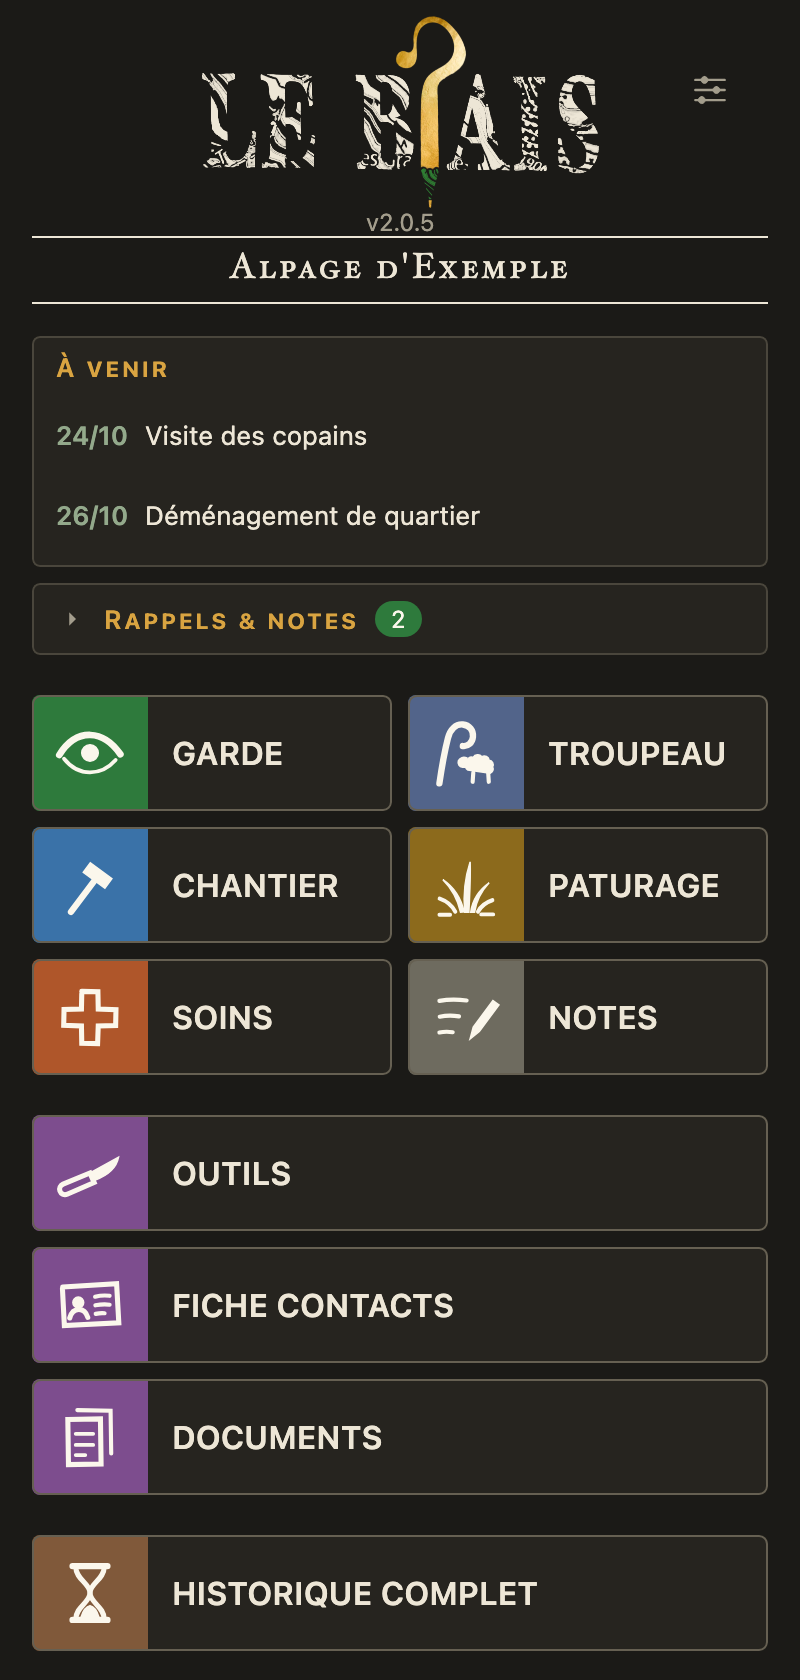 LE BIAIS
v2.0.5
Alpage d'Exemple
À venir
24/10 Visite des copains
26/10 Déménagement de quartier
Rappels & notes 2
GARDE
TROUPEAU
CHANTIER
PATURAGE
SOINS
NOTES
OUTILS
FICHE CONTACTS
DOCUMENTS
HISTORIQUE COMPLET